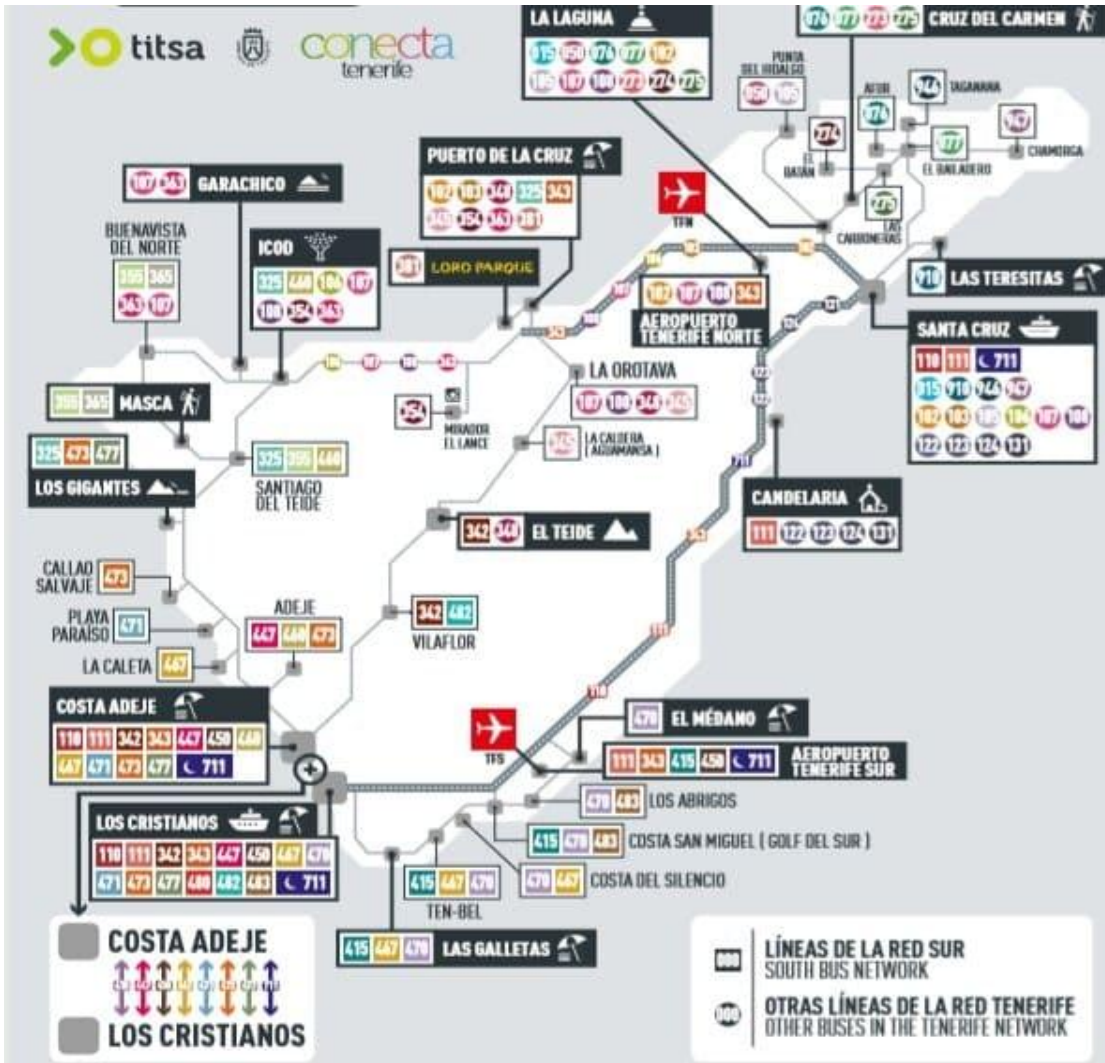 titsa
conecta
tenerife
LA LAGUNA
015 050 076 077 102
105 107 108 273 274 275
076 077 273 275 CRUZ DEL CARMEN
PUNTA
DEL HIDALGO
050 105
AFUR
076
946 TAGANANA
274
EL
BATÁN
077
EL BAILADERO
947
CHAMORGA
275
LAS
CARBONERAS
PUERTO DE LA CRUZ
102 103 348 325 343
345 354 363 381
TFN
107 363 GARACHICO
BUENAVISTA
DEL NORTE
355 365
363 107
ICOD
325 460 106 107
108 354 363
381 LORO PARQUE
102 107 108 343
AEROPUERTO
TENERIFE NORTE
910 LAS TERESITAS
SANTA CRUZ
110 111 711
015 910 946 947
102 103 105 106 107 108
122 123 124 131
355 365 MASCA
354
MIRADOR
EL LANCE
LA OROTAVA
107 108 348 345
345 LA CALDERA
( AGUAMANSA )
325 473 477
LOS GIGANTES
325 355 460
SANTIAGO
DEL TEIDE
CANDELARIA
111 122 123 124 131
342 348 EL TEIDE
CALLAO
SALVAJE 473
PLAYA
PARAÍSO 471
LA CALETA 467
ADEJE
447 460 473
342 482
VILAFLOR
COSTA ADEJE
110 111 342 343 447 450 460
467 471 473 477 711
TFS
470 EL MÉDANO
111 343 415 450 711 AEROPUERTO
TENERIFE SUR
LOS CRISTIANOS
110 111 342 343 447 450 467 470
471 473 477 480 482 483 711
470 483 LOS ABRIGOS
415 470 483 COSTA SAN MIGUEL ( GOLF DEL SUR )
470 467 COSTA DEL SILENCIO
415 467 470
TEN-BEL
415 467 470 LAS GALLETAS
COSTA ADEJE
LOS CRISTIANOS
000 LÍNEAS DE LA RED SUR
SOUTH BUS NETWORK
000 OTRAS LÍNEAS DE LA RED TENERIFE
OTHER BUSES IN THE TENERIFE NETWORK